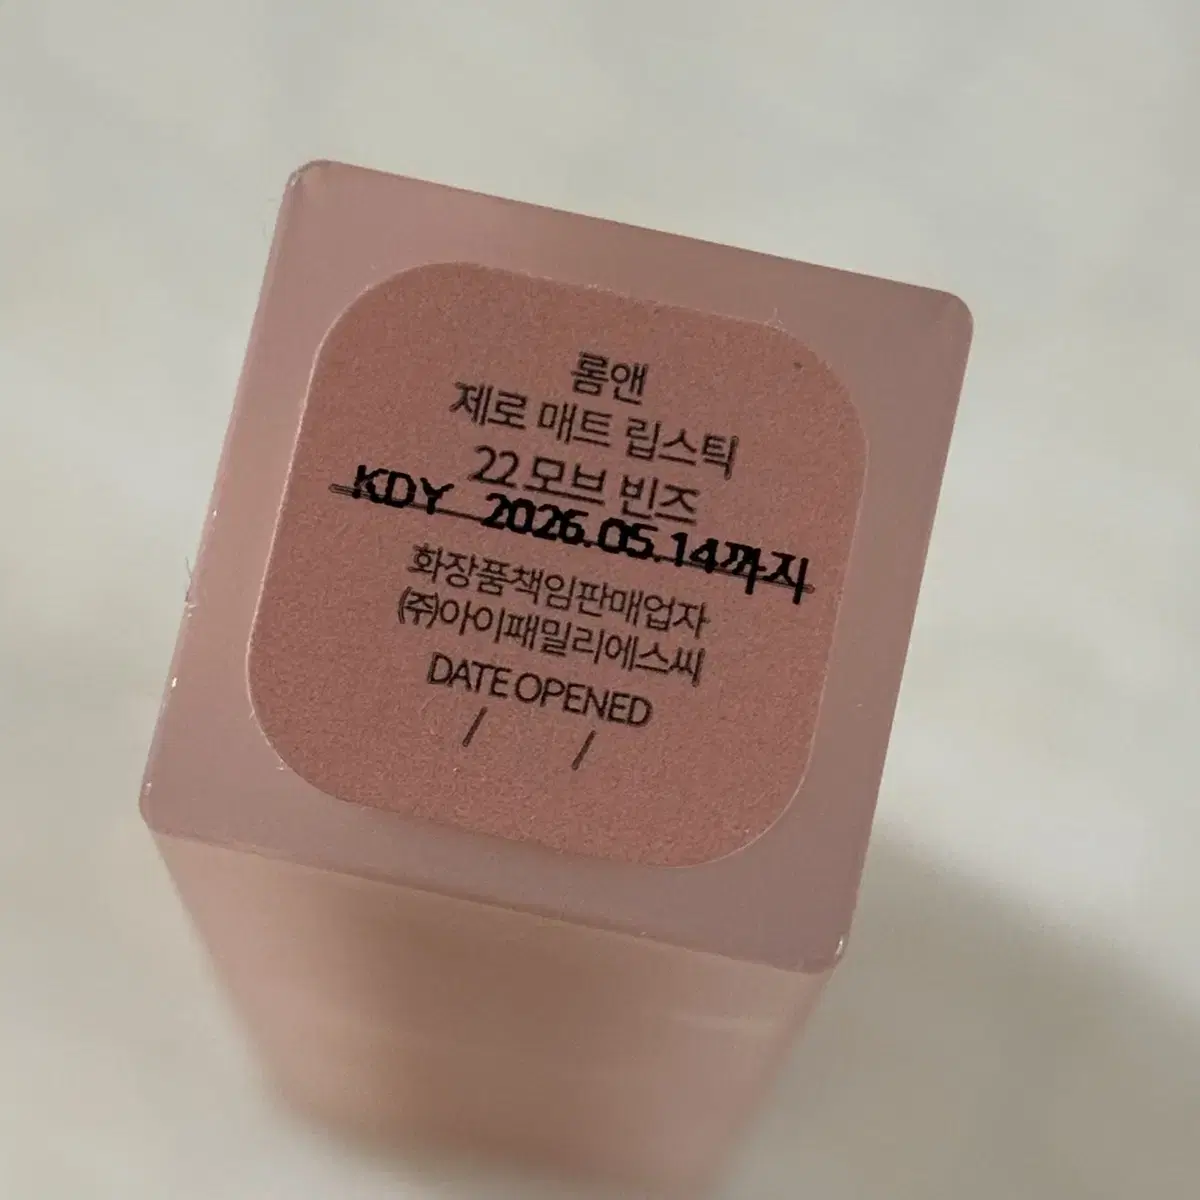 롬앤
제로 매트 립스틱
22 모브 빈즈
KDY 2026.05.14까지
화장품책임판매업자
㈜아이패밀리에스씨
DATE OPENED
/ /